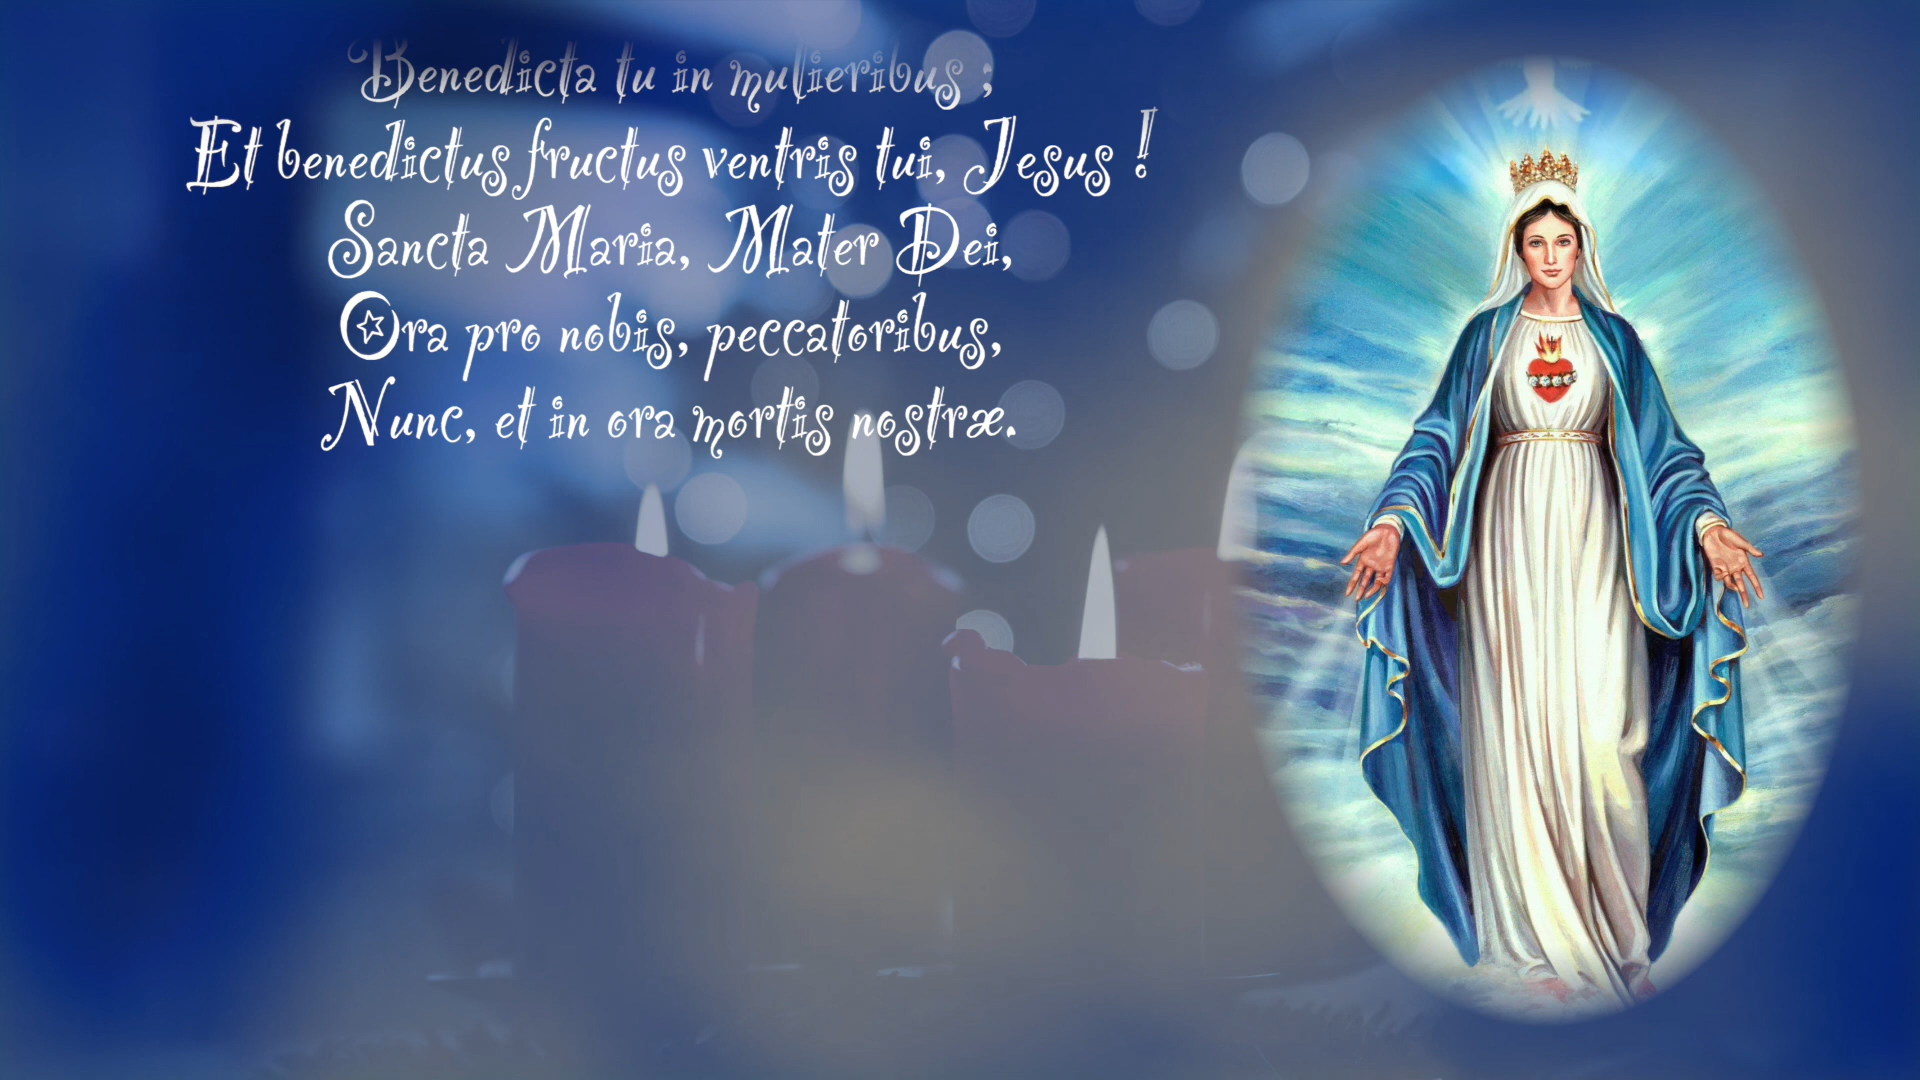 Benedicta tu in mulieribus ;
Et benedictus fructus ventris tui, Jesus !
Sancta Maria, Mater Dei,
Ora pro nobis, peccatoribus,
Nunc, et in ora mortis nostræ.